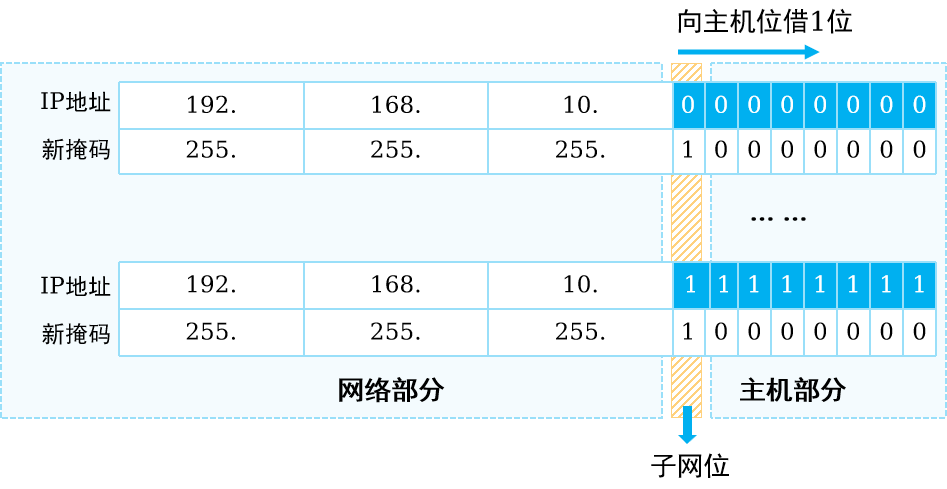 向主机位借1位
IP地址 192. 168. 10. 0 0 0 0 0 0 0 0
新掩码 255. 255. 255. 1 0 0 0 0 0 0 0
... ...
IP地址 192. 168. 10. 1 1 1 1 1 1 1 1
新掩码 255. 255. 255. 1 0 0 0 0 0 0 0
网络部分 主机部分
子网位